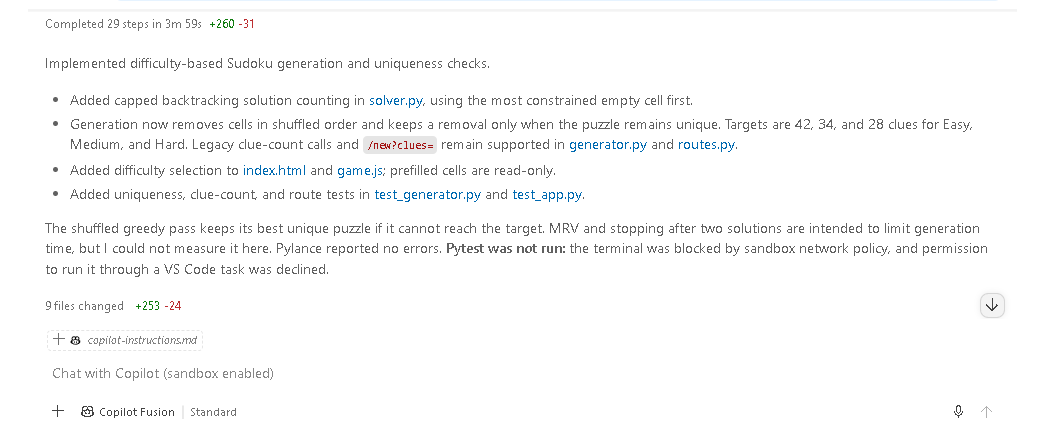 Completed 29 steps in 3m 59s +260 -31
Implemented difficulty-based Sudoku generation and uniqueness checks.
• Added capped backtracking solution counting in solver.py, using the most constrained empty cell first.
• Generation now removes cells in shuffled order and keeps a removal only when the puzzle remains unique. Targets are 42, 34, and 28 clues for Easy,
Medium, and Hard. Legacy clue-count calls and /new?clues= remain supported in generator.py and routes.py.
• Added difficulty selection to index.html and game.js; prefilled cells are read-only.
• Added uniqueness, clue-count, and route tests in test_generator.py and test_app.py.
The shuffled greedy pass keeps its best unique puzzle if it cannot reach the target. MRV and stopping after two solutions are intended to limit generation
time, but I could not measure it here. Pylance reported no errors. Pytest was not run: the terminal was blocked by sandbox network policy, and permission
to run it through a VS Code task was declined.
9 files changed +253 -24
copilot-instructions.md
Chat with Copilot (sandbox enabled)
Copilot Fusion | Standard